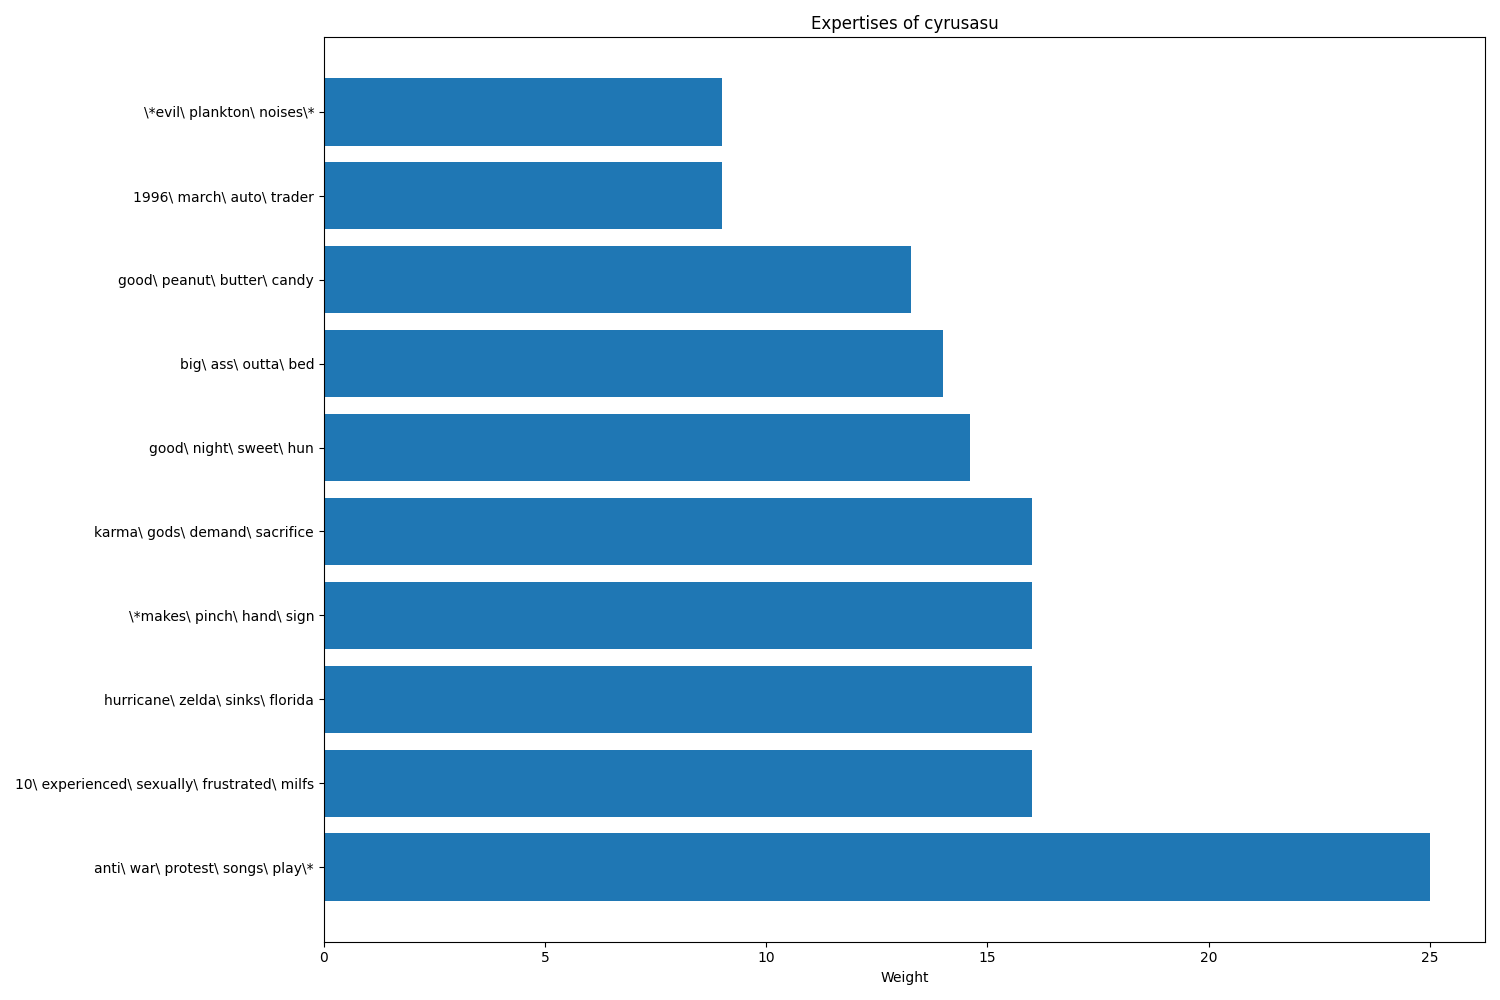 Expertises of cyrusasu
\*evil\ plankton\ noises\*
1996\ march\ auto\ trader
good\ peanut\ butter\ candy
big\ ass\ outta\ bed
good\ night\ sweet\ hun
karma\ gods\ demand\ sacrifice
\*makes\ pinch\ hand\ sign
hurricane\ zelda\ sinks\ florida
10\ experienced\ sexually\ frustrated\ milfs
anti\ war\ protest\ songs\ play\*
0 5 10 15 20 25
Weight